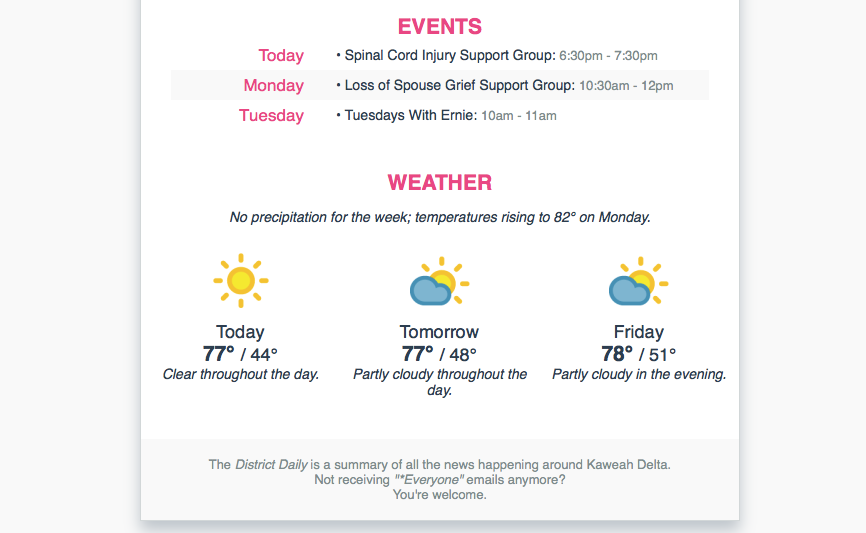 EVENTS
Today • Spinal Cord Injury Support Group: 6:30pm - 7:30pm
Monday • Loss of Spouse Grief Support Group: 10:30am - 12pm
Tuesday • Tuesdays With Ernie: 10am - 11am
WEATHER
No precipitation for the week; temperatures rising to 82° on Monday.
Today
77° / 44°
Clear throughout the day.
Tomorrow
77° / 48°
Partly cloudy throughout the
day.
Friday
78° / 51°
Partly cloudy in the evening.
The District Daily is a summary of all the news happening around Kaweah Delta.
Not receiving "*Everyone" emails anymore?
You're welcome.